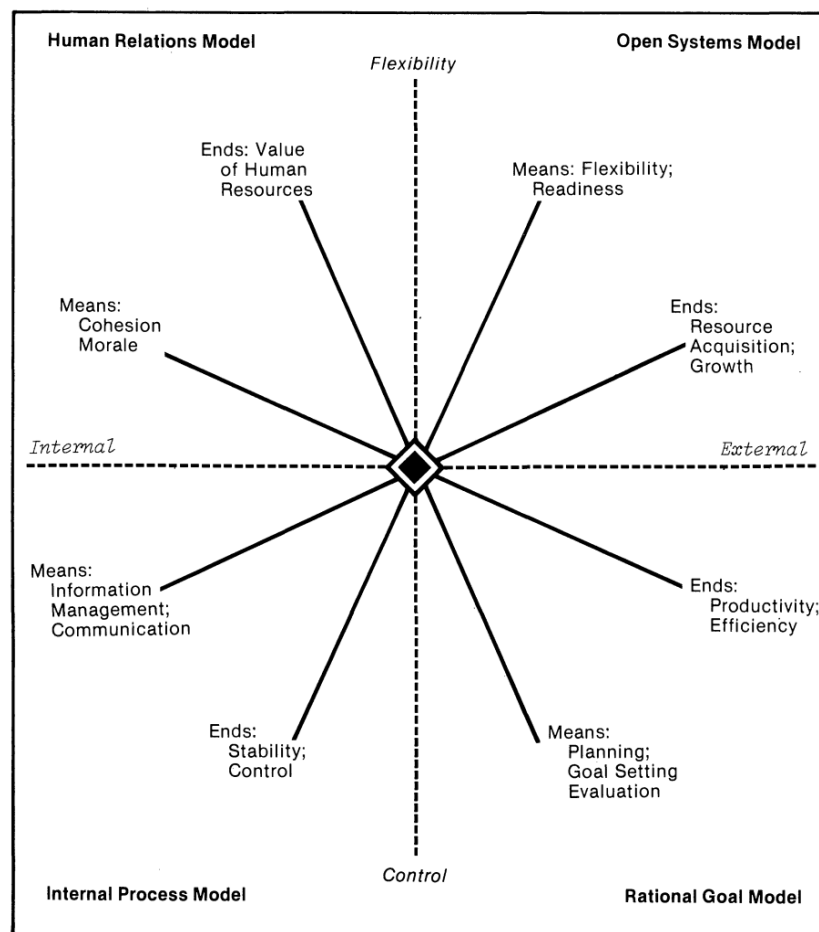 Human Relations Model
Open Systems Model
Flexibility
Ends: Value
of Human
Resources
Means: Flexibility;
Readiness
Means:
Cohesion
Morale
Ends:
Resource
Acquisition;
Growth
Internal
External
Means:
Information
Management;
Communication
Ends:
Productivity;
Efficiency
Ends:
Stability;
Control
Means:
Planning;
Goal Setting
Evaluation
Control
Internal Process Model
Rational Goal Model